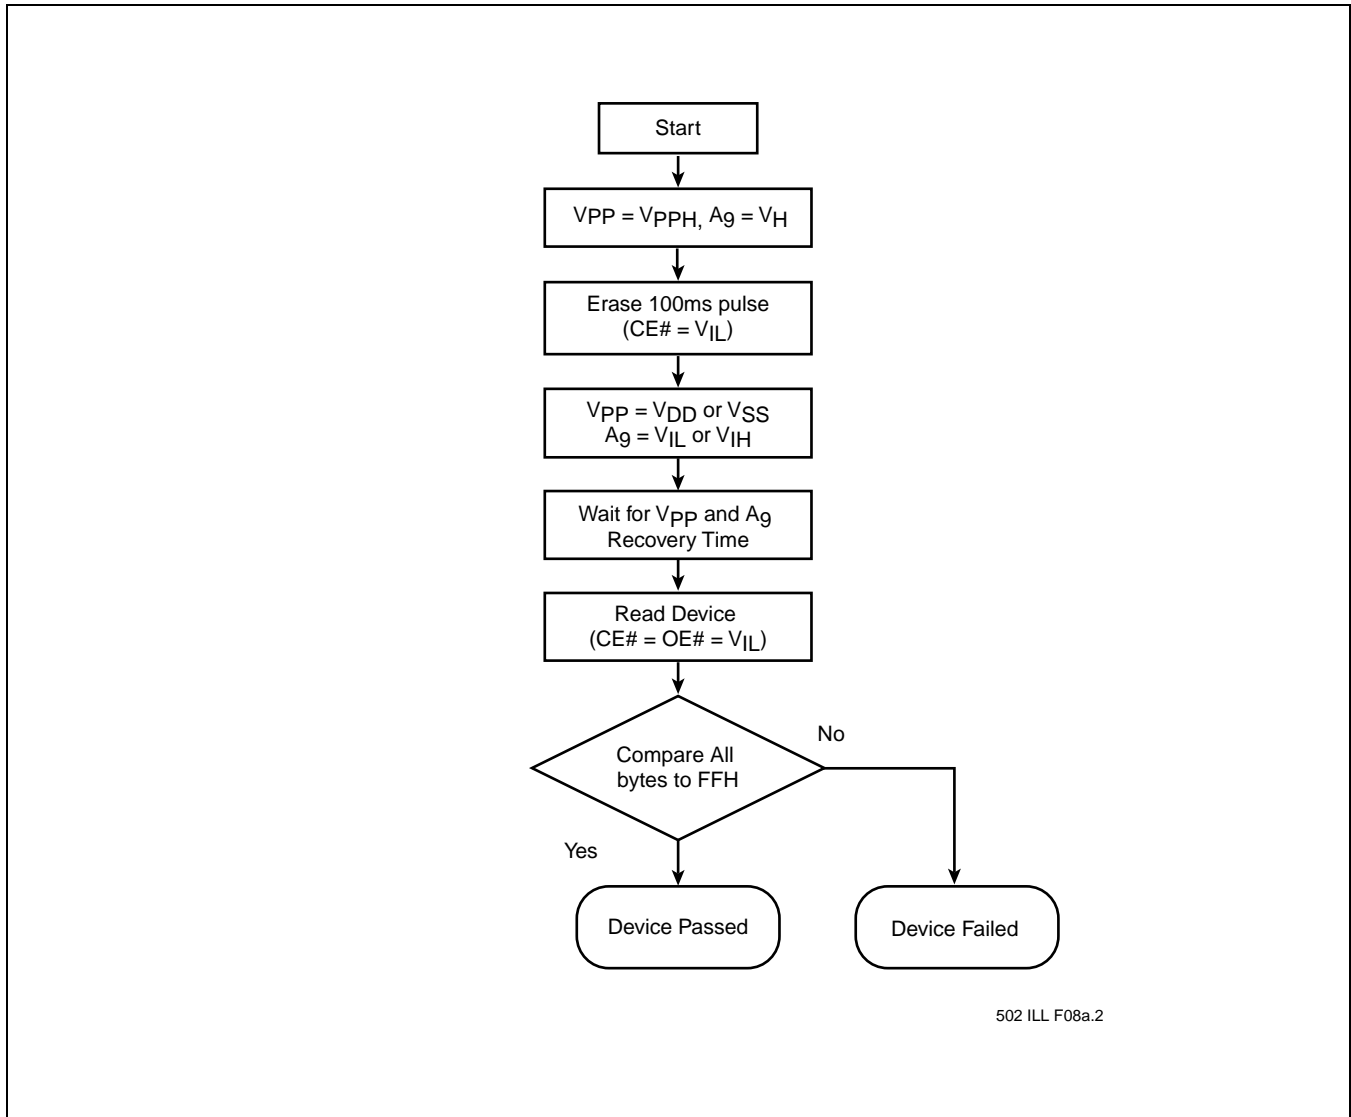 Start
VPP = VPPH, A9 = VH
Erase 100ms pulse
(CE# = VIL)
VPP = VDD or VSS
A9 = VIL or VIH
Wait for VPP and A9
Recovery Time
Read Device
(CE# = OE# = VIL)
Compare All
bytes to FFH
No
Yes
Device Passed
Device Failed
502 ILL F08a.2